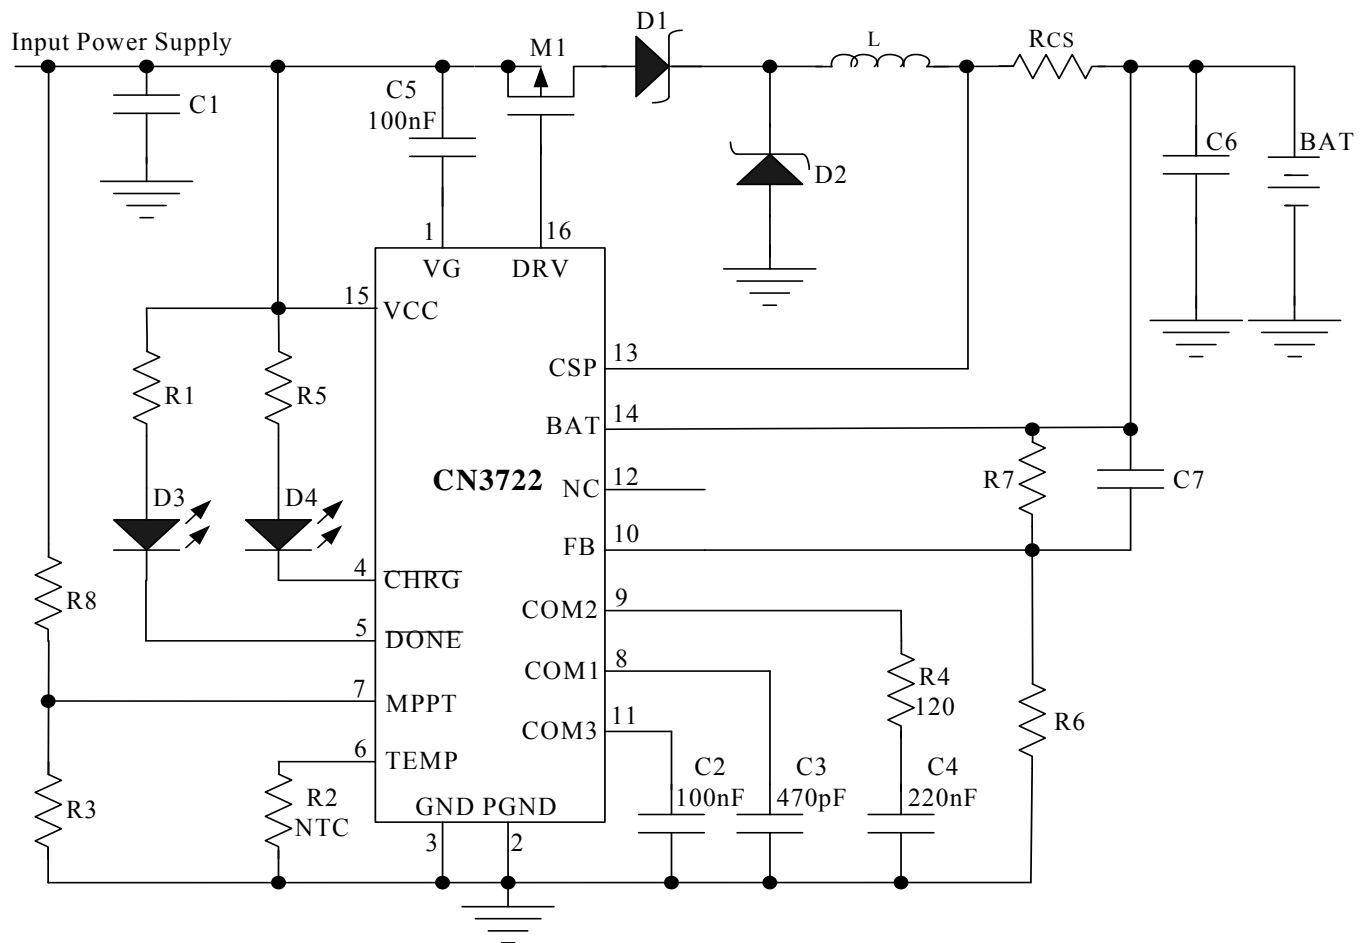 D1
Input Power Supply
M1
L
RCS
C5
100nF
C1
C6
BAT
D2
1
16
VG
DRV
15
VCC
CSP
13
R1
R5
BAT
14
CN3722
NC
12
R7
C7
D3
D4
FB
10
4
CHRG
R8
COM2
9
5
DONE
COM1
8
R4
120
7
MPPT
COM3
11
R6
6
TEMP
R3
R2
NTC
GND
PGND
C2
100nF
C3
470pF
C4
220nF
3
2